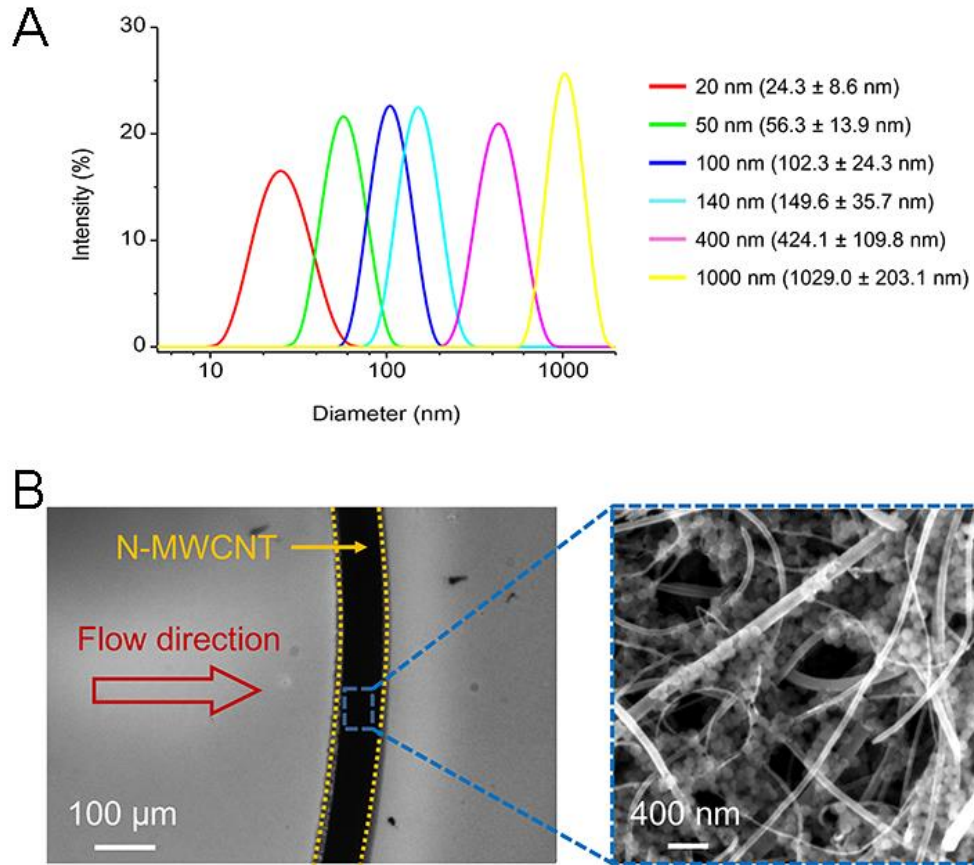 A
30
20
10
0
Intensity (%)
10
100
1000
Diameter (nm)
20 nm (24.3 ± 8.6 nm)
50 nm (56.3 ± 13.9 nm)
100 nm (102.3 ± 24.3 nm)
140 nm (149.6 ± 35.7 nm)
400 nm (424.1 ± 109.8 nm)
1000 nm (1029.0 ± 203.1 nm)
B
N-MWCNT
Flow direction
100 µm
400 nm